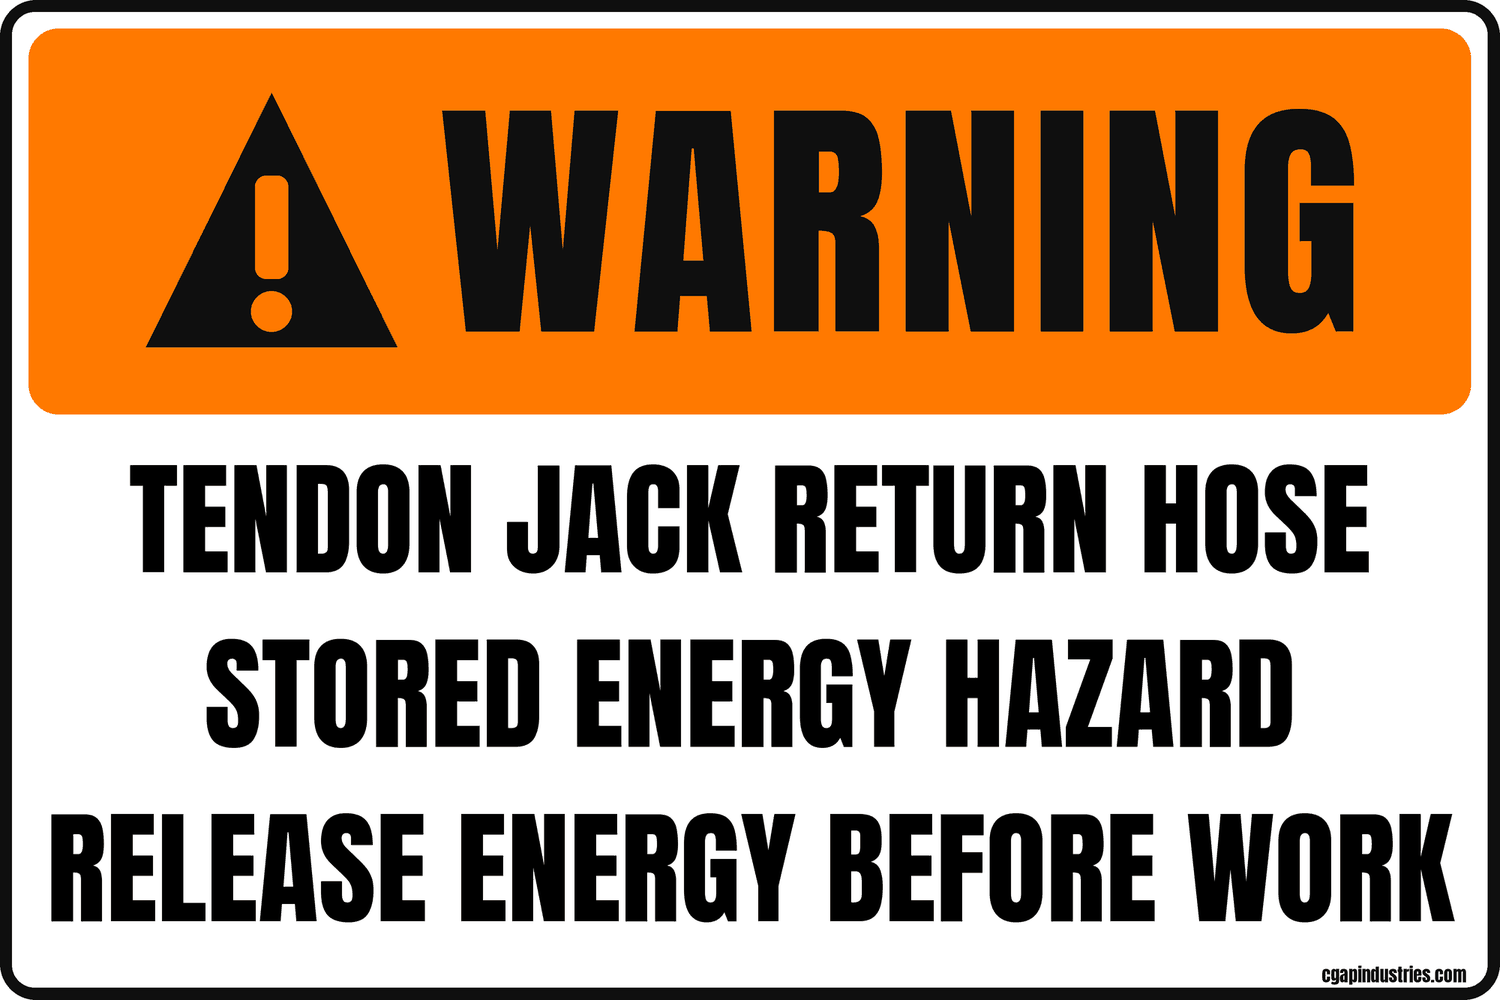 WARNING
TENDON JACK RETURN HOSE
STORED ENERGY HAZARD
RELEASE ENERGY BEFORE WORK
cgapindustries.com